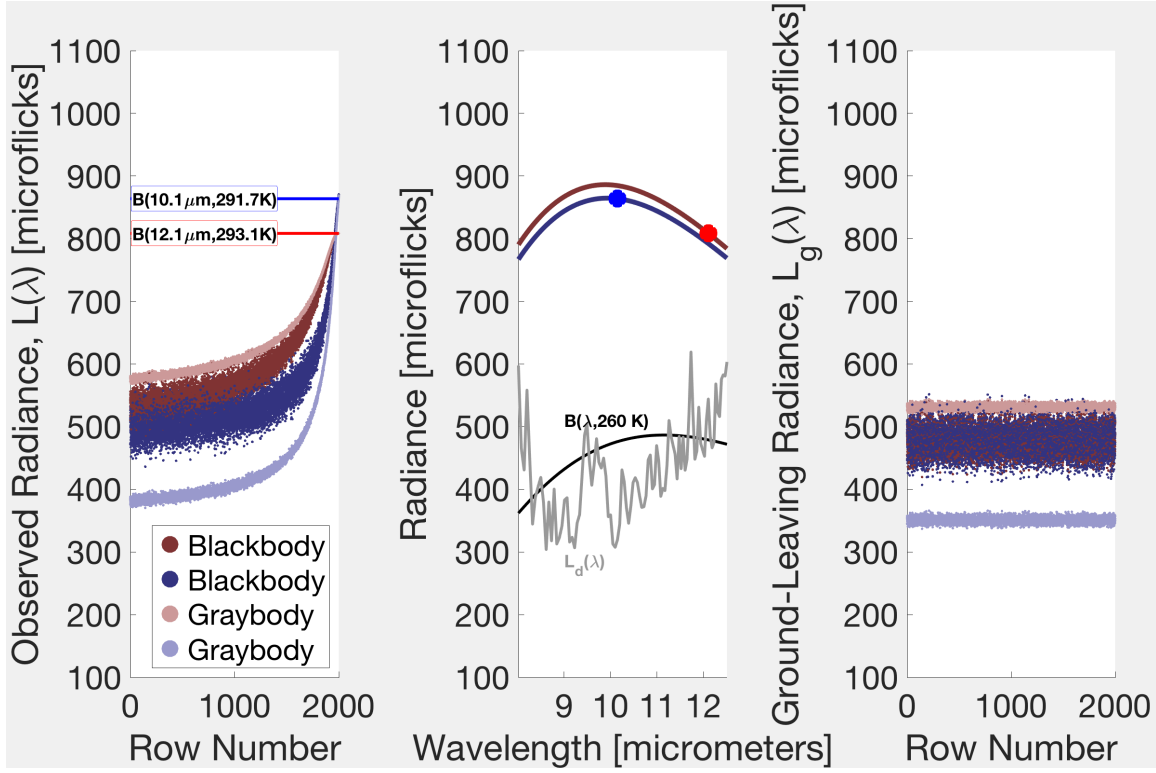 Observed Radiance, L(λ) [microflicks]
1100
1000
900
800
700
600
500
400
300
200
100
B(10.1μm,291.7K)
B(12.1μm,293.1K)
Blackbody
Blackbody
Graybody
Graybody
0 1000 2000
Row Number
Radiance [microflicks]
1100
1000
900
800
700
600
500
400
300
200
100
B(λ,260 K)
L_d(λ)
9 10 11 12
Wavelength [micrometers]
Ground-Leaving Radiance, L_g(λ) [microflicks]
1100
1000
900
800
700
600
500
400
300
200
100
0 1000 2000
Row Number